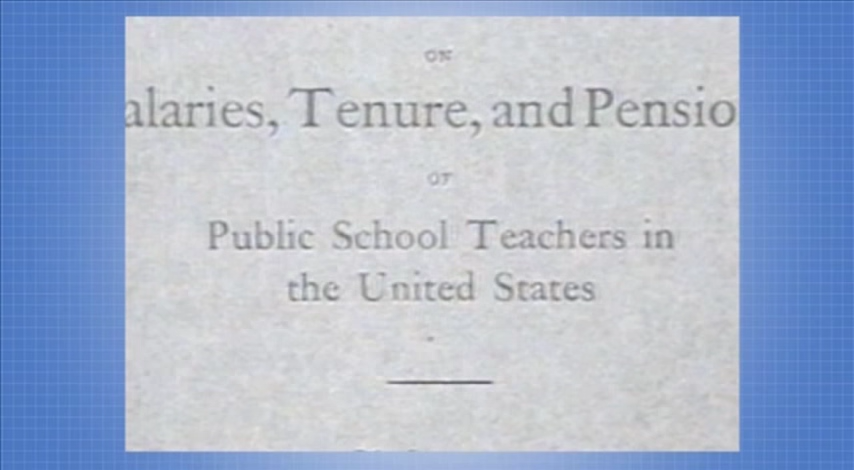 ON
alaries, Tenure, and Pensio
OF
Public School Teachers in
the United States